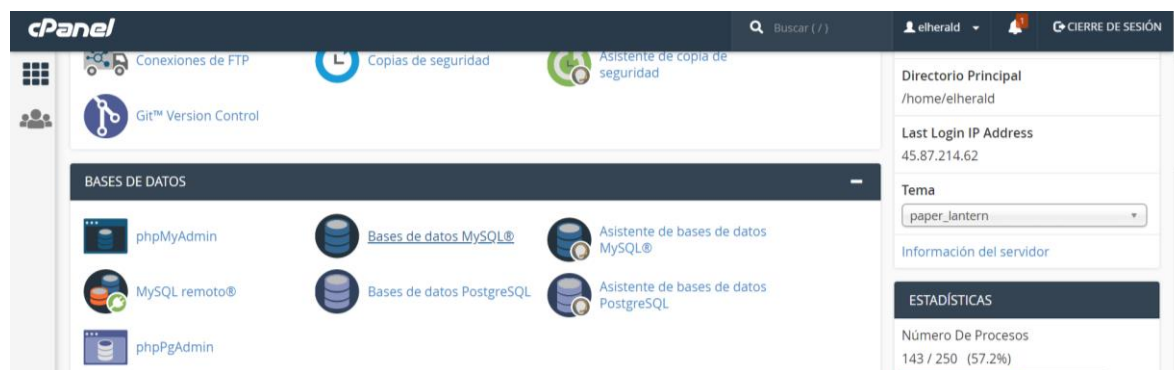 cPanel
Buscar ( / )
elherald
1
CIERRE DE SESIÓN
Conexiones de FTP
Copias de seguridad
Asistente de copia de
seguridad
Git™ Version Control
BASES DE DATOS
phpMyAdmin
Bases de datos MySQL®
Asistente de bases de datos
MySQL®
MySQL remoto®
Bases de datos PostgreSQL
Asistente de bases de datos
PostgreSQL
phpPgAdmin
Directorio Principal
/home/elherald
Last Login IP Address
45.87.214.62
Tema
paper_lantern
Información del servidor
ESTADÍSTICAS
Número De Procesos
143 / 250 (57.2%)